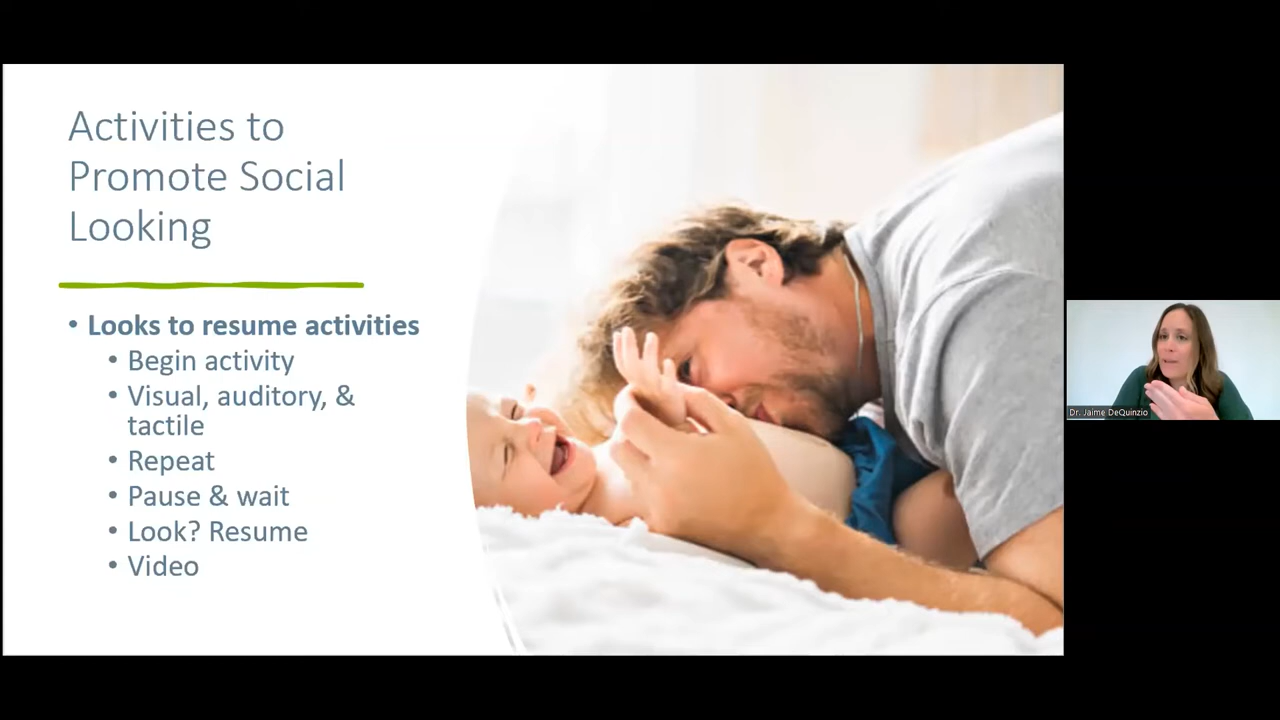 Activities to
Promote Social
Looking
• Looks to resume activities
• Begin activity
• Visual, auditory, &
tactile
• Repeat
• Pause & wait
• Look? Resume
• Video
Dr. Jaime DeQuinzio